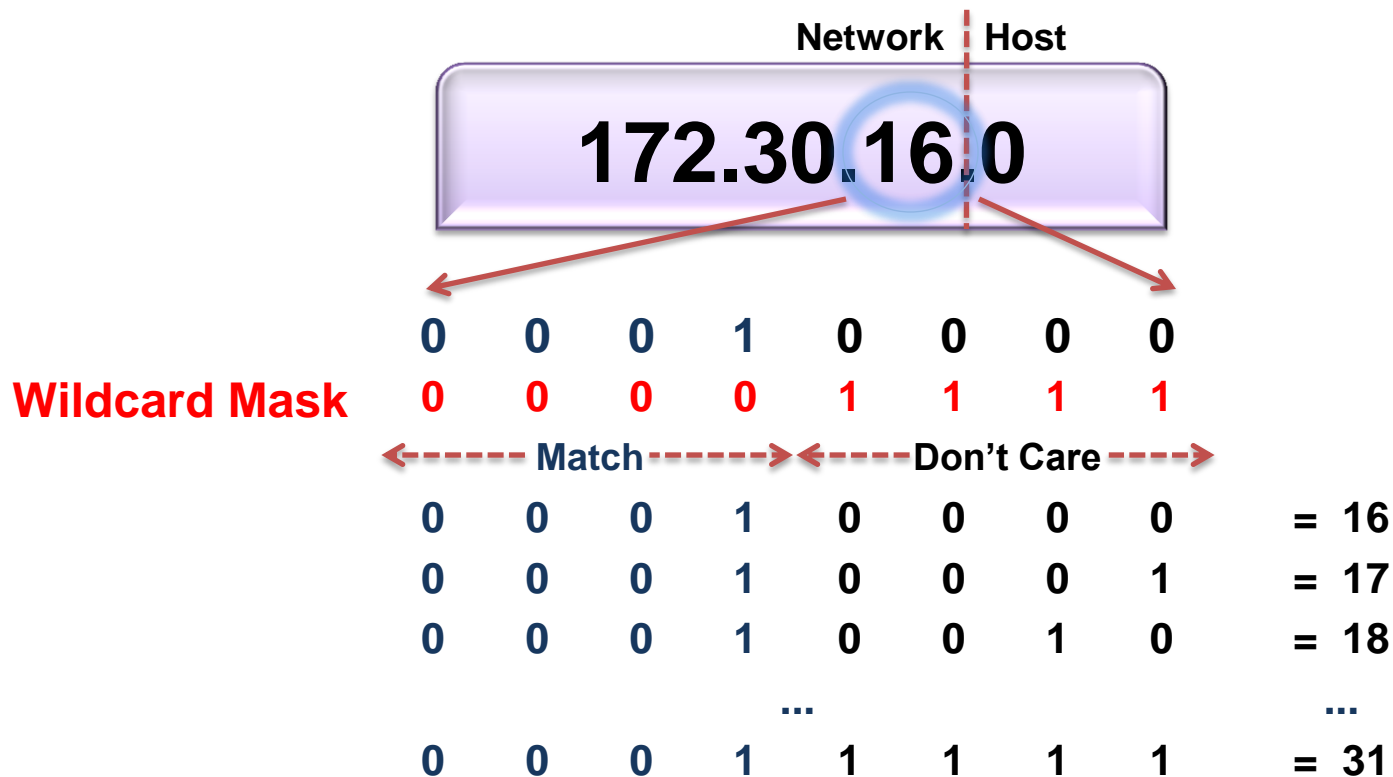 Network Host
172.30.16.0
0 0 0 1 0 0 0 0
Wildcard Mask 0 0 0 0 1 1 1 1
Match Don't Care
0 0 0 1 0 0 0 0 = 16
0 0 0 1 0 0 0 1 = 17
0 0 0 1 0 0 1 0 = 18
... ...
0 0 0 1 1 1 1 1 = 31